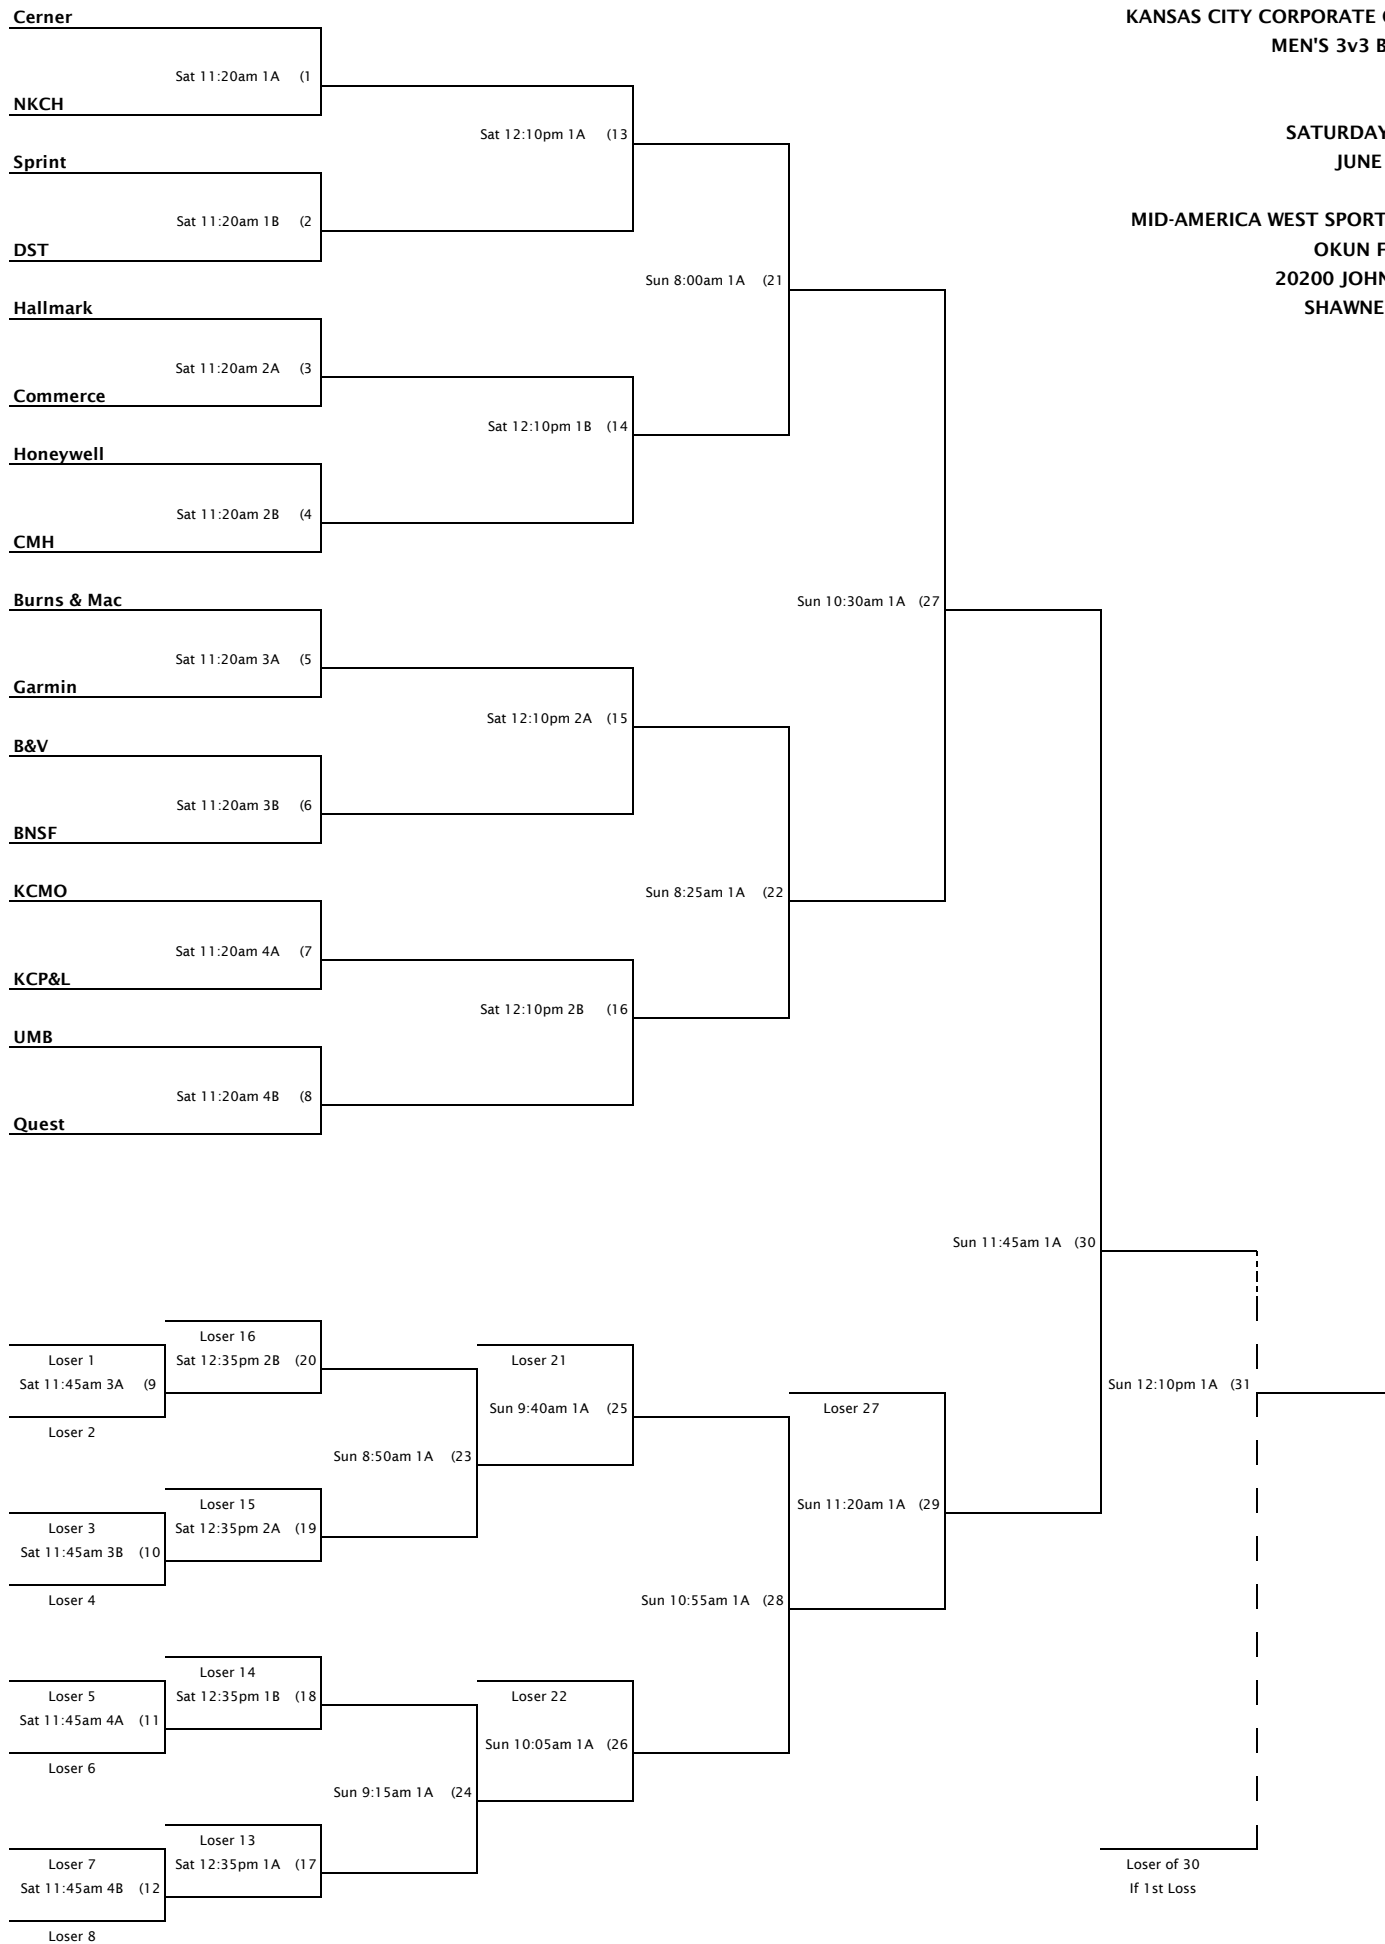 Cerner
KANSAS CITY CORPORATE
MEN'S 3v3 B
Sat 11:20am 1A (1
NKCH
Sat 12:10pm 1A (13
SATURDAY
Sprint
JUNE
Sat 11:20am 1B (2
MID-AMERICA WEST SPORT
DST
OKUN F
Sun 8:00am 1A (21
20200 JOHN
Hallmark
SHAWNE
Sat 11:20am 2A (3
Commerce
Sat 12:10pm 1B (14
Honeywell
Sat 11:20am 2B (4
CMH
Burns & Mac
Sun 10:30am 1A (27
Sat 11:20am 3A (5
Garmin
Sat 12:10pm 2A (15
B&V
Sat 11:20am 3B (6
BNSF
KCMO
Sun 8:25am 1A (22
Sat 11:20am 4A (7
KCP&L
Sat 12:10pm 2B (16
UMB
Sat 11:20am 4B (8
Quest
Sun 11:45am 1A (30
Loser 16
Loser 1
Sat 12:35pm 2B (20
Loser 21
Sat 11:45am 3A (9
Sun 12:10pm 1A (31
Sun 9:40am 1A (25
Loser 27
Loser 2
Sun 8:50am 1A (23
Loser 15
Sun 11:20am 1A (29
Loser 3
Sat 12:35pm 2A (19
Sat 11:45am 3B (10
Loser 4
Sun 10:55am 1A (28
Loser 14
Loser 5
Sat 12:35pm 1B (18
Loser 22
Sat 11:45am 4A (11
Sun 10:05am 1A (26
Loser 6
Sun 9:15am 1A (24
Loser 13
Loser 7
Sat 12:35pm 1A (17
Loser of 30
Sat 11:45am 4B (12
If 1st Loss
Loser 8